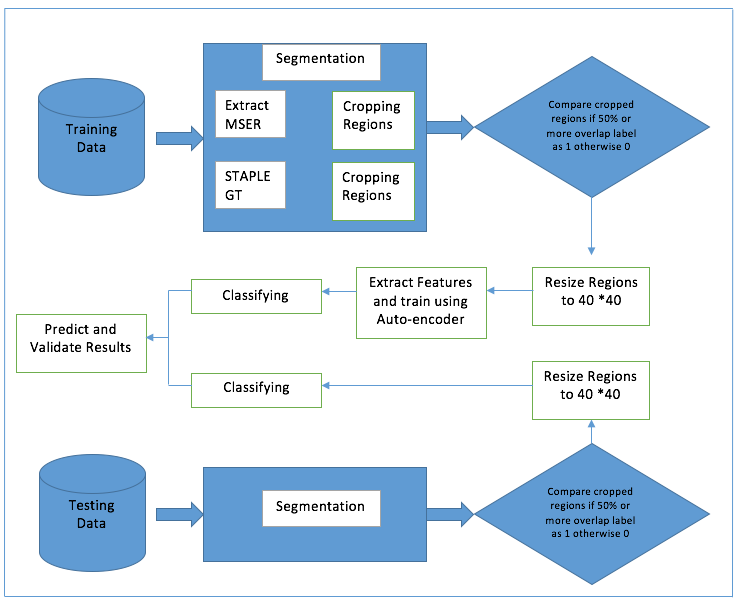 Segmentation
Training
Data
Extract
MSER
Cropping
Regions
STAPLE
GT
Cropping
Regions
Compare cropped
regions if 50% or
more overlap label
as 1 otherwise 0
Resize Regions
to 40 *40
Extract Features
and train using
Auto-encoder
Classifying
Predict and
Validate Results
Classifying
Resize Regions
to 40 *40
Testing
Data
Segmentation
Compare cropped
regions if 50% or
more overlap label
as 1 otherwise 0